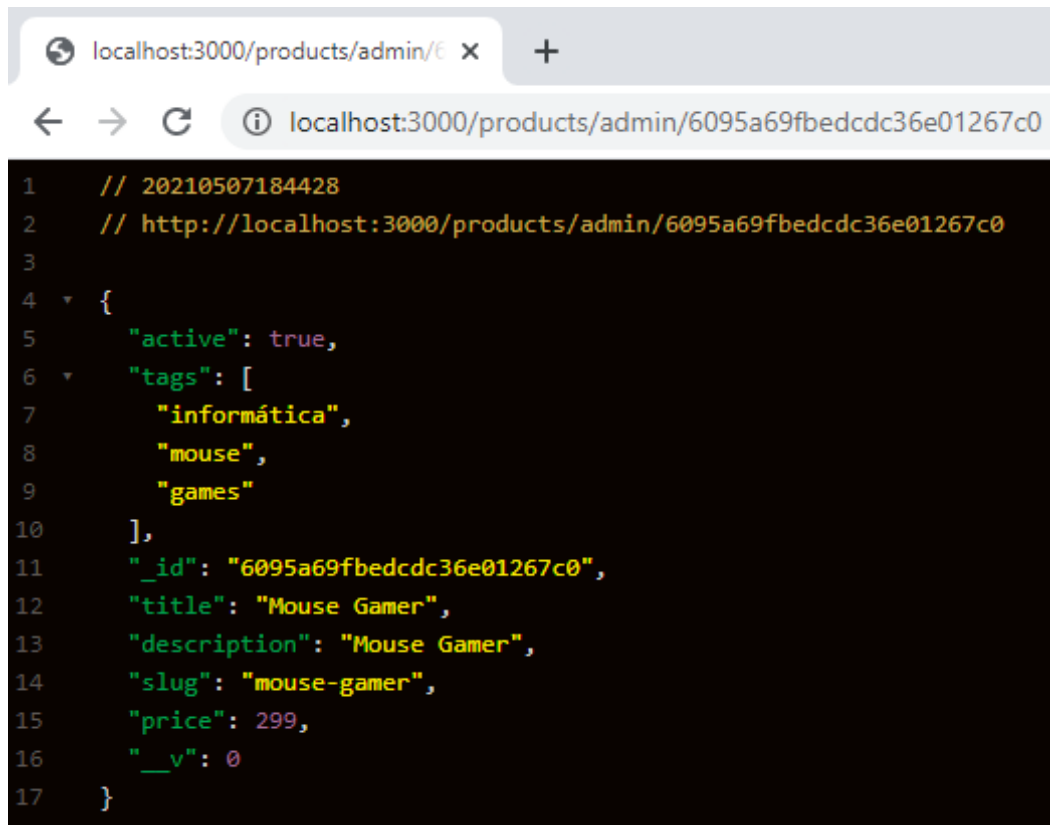 localhost:3000/products/admin/6
localhost:3000/products/admin/6095a69fbedcdc36e01267c0
1 // 20210507184428
2 // http://localhost:3000/products/admin/6095a69fbedcdc36e01267c0
3
4 {
5 "active": true,
6 "tags": [
7 "informática",
8 "mouse",
9 "games"
10 ],
11 "_id": "6095a69fbedcdc36e01267c0",
12 "title": "Mouse Gamer",
13 "description": "Mouse Gamer",
14 "slug": "mouse-gamer",
15 "price": 299,
16 "__v": 0
17 }